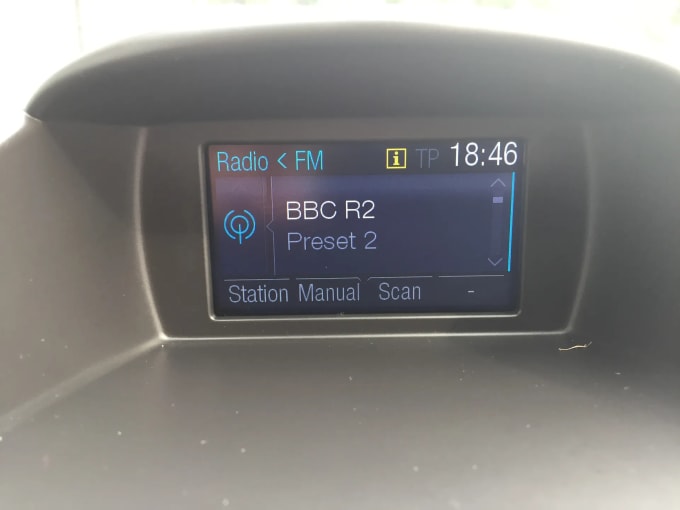 Radio < FM i TP 18:46
BBC R2
Preset 2
Station Manual Scan -